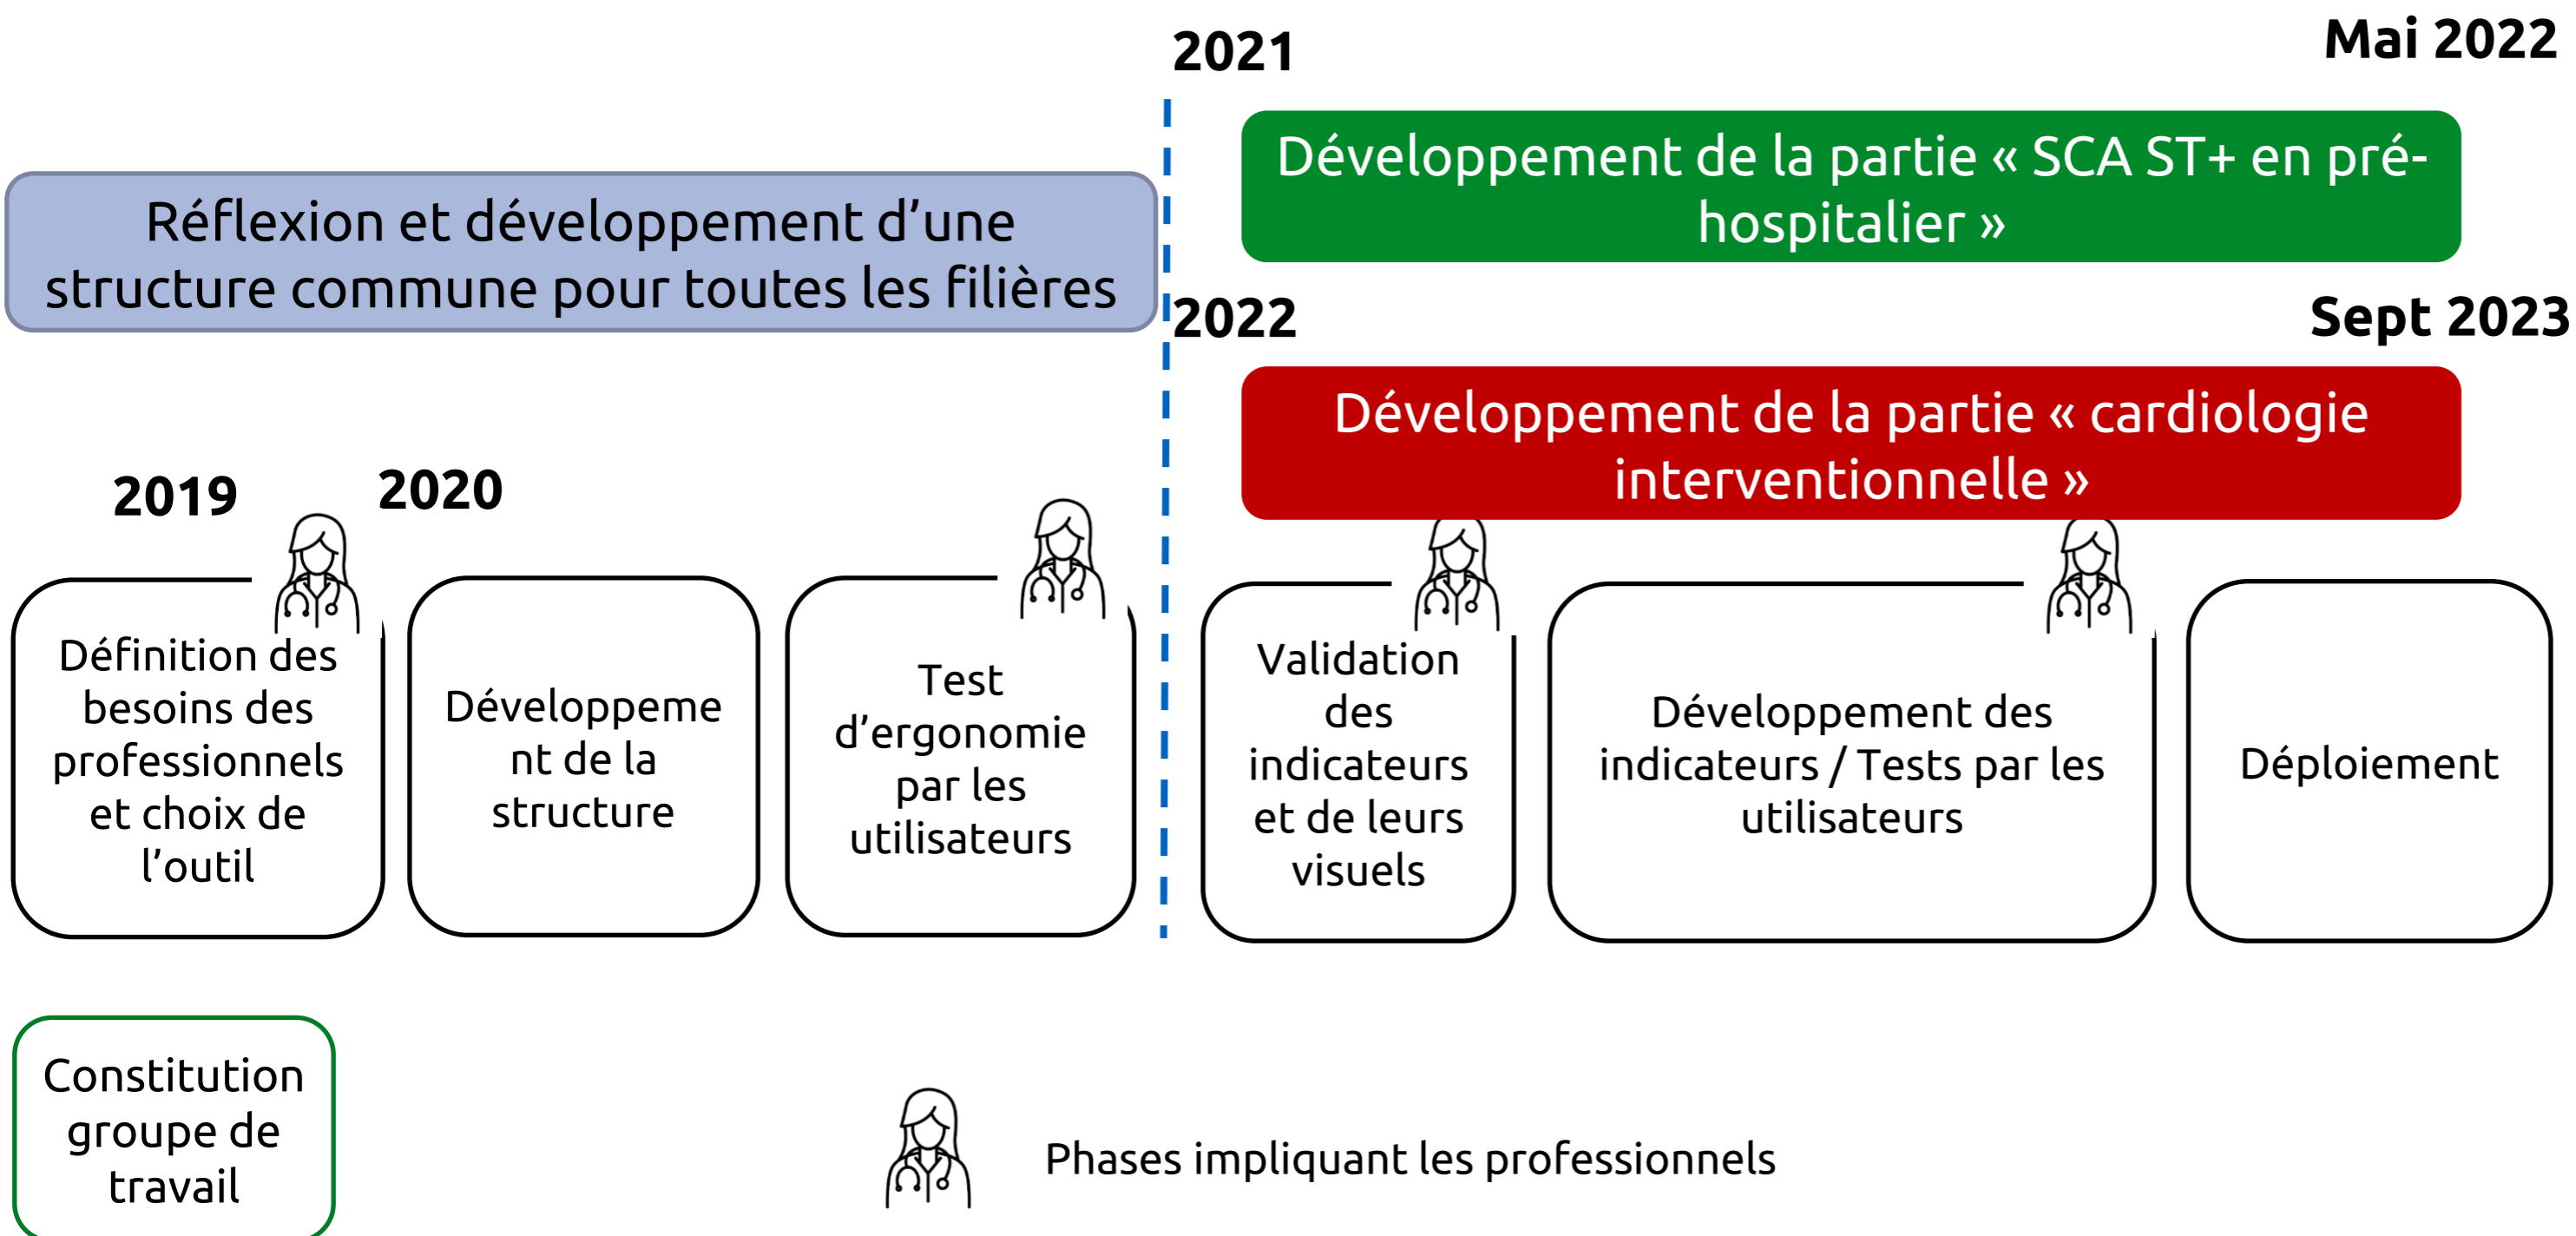 2021
Mai 2022
Développement de la partie « SCA ST+ en pré-
hospitalier »
Réflexion et développement d’une
structure commune pour toutes les filières
2022
Sept 2023
Développement de la partie « cardiologie
interventionnelle »
2019
2020
Définition des
besoins des
professionnels
et choix de
l’outil
Développeme
nt de la
structure
Test
d’ergonomie
par les
utilisateurs
Validation
des
indicateurs
et de leurs
visuels
Développement des
indicateurs / Tests par les
utilisateurs
Déploiement
Constitution
groupe de
travail
Phases impliquant les professionnels